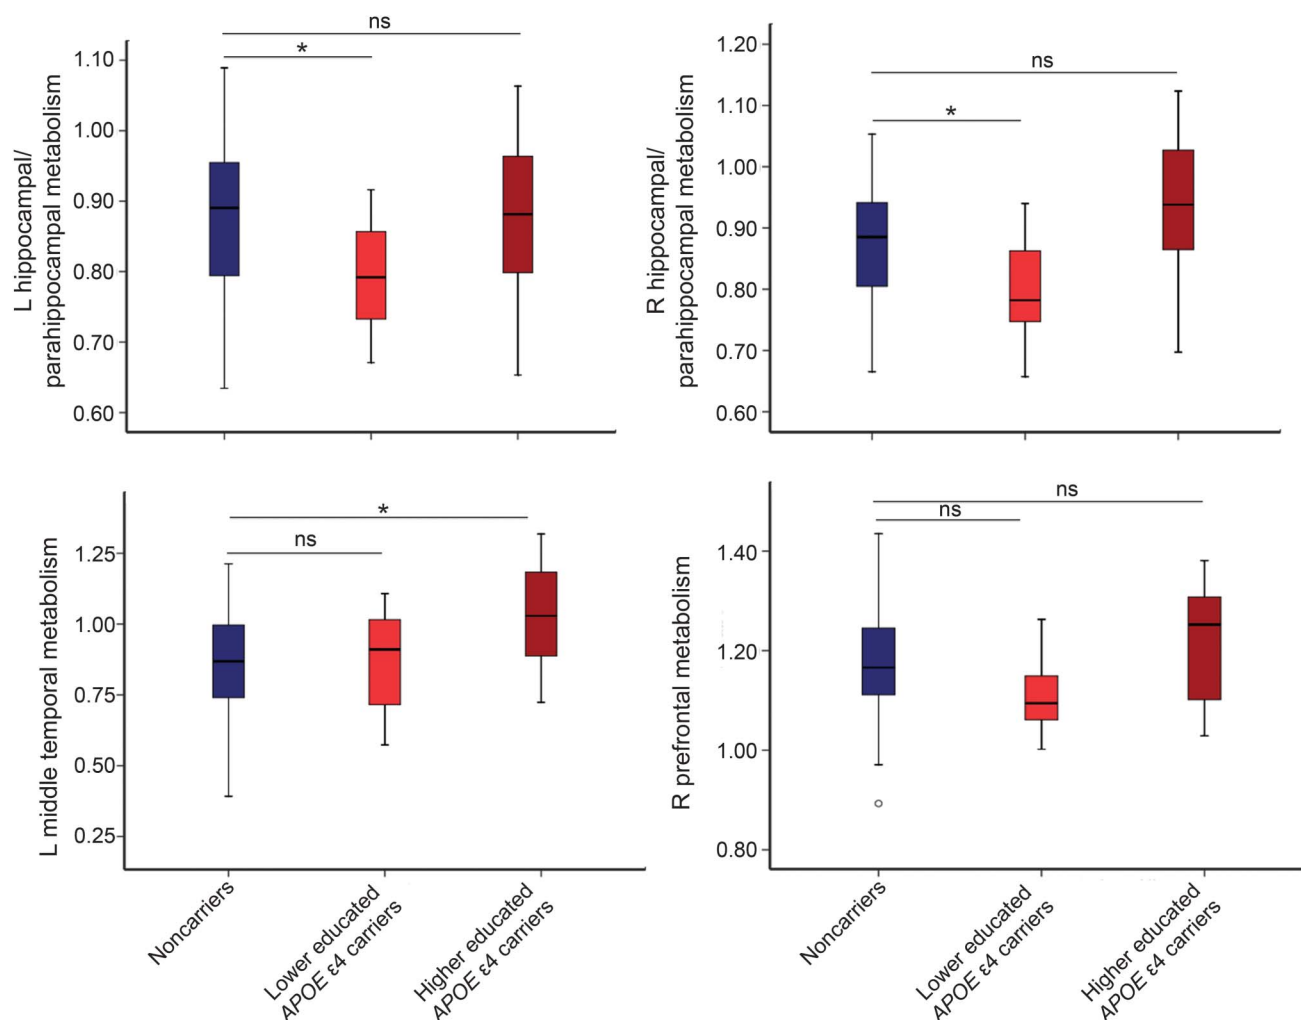 L hippocampal/
parahippocampal metabolism
1.10
1.00
0.90
0.80
0.70
0.60
ns
*
R hippocampal/
parahippocampal metabolism
1.20
1.10
1.00
0.90
0.80
0.70
0.60
ns
*
L middle temporal metabolism
1.25
1.00
0.75
0.50
0.25
*
ns
Noncarriers
Lower educated
APOE ε4 carriers
Higher educated
APOE ε4 carriers
R prefrontal metabolism
1.40
1.20
1.00
0.80
ns
ns
Noncarriers
Lower educated
APOE ε4 carriers
Higher educated
APOE ε4 carriers